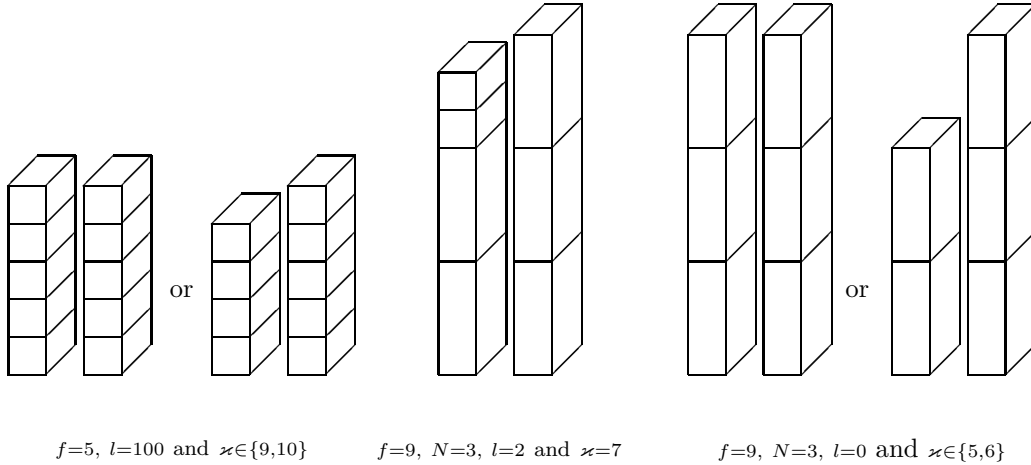 or
or
f=5, l=100 and ϰ∈{9,10}
f=9, N=3, l=2 and ϰ=7
f=9, N=3, l=0 and ϰ∈{5,6}